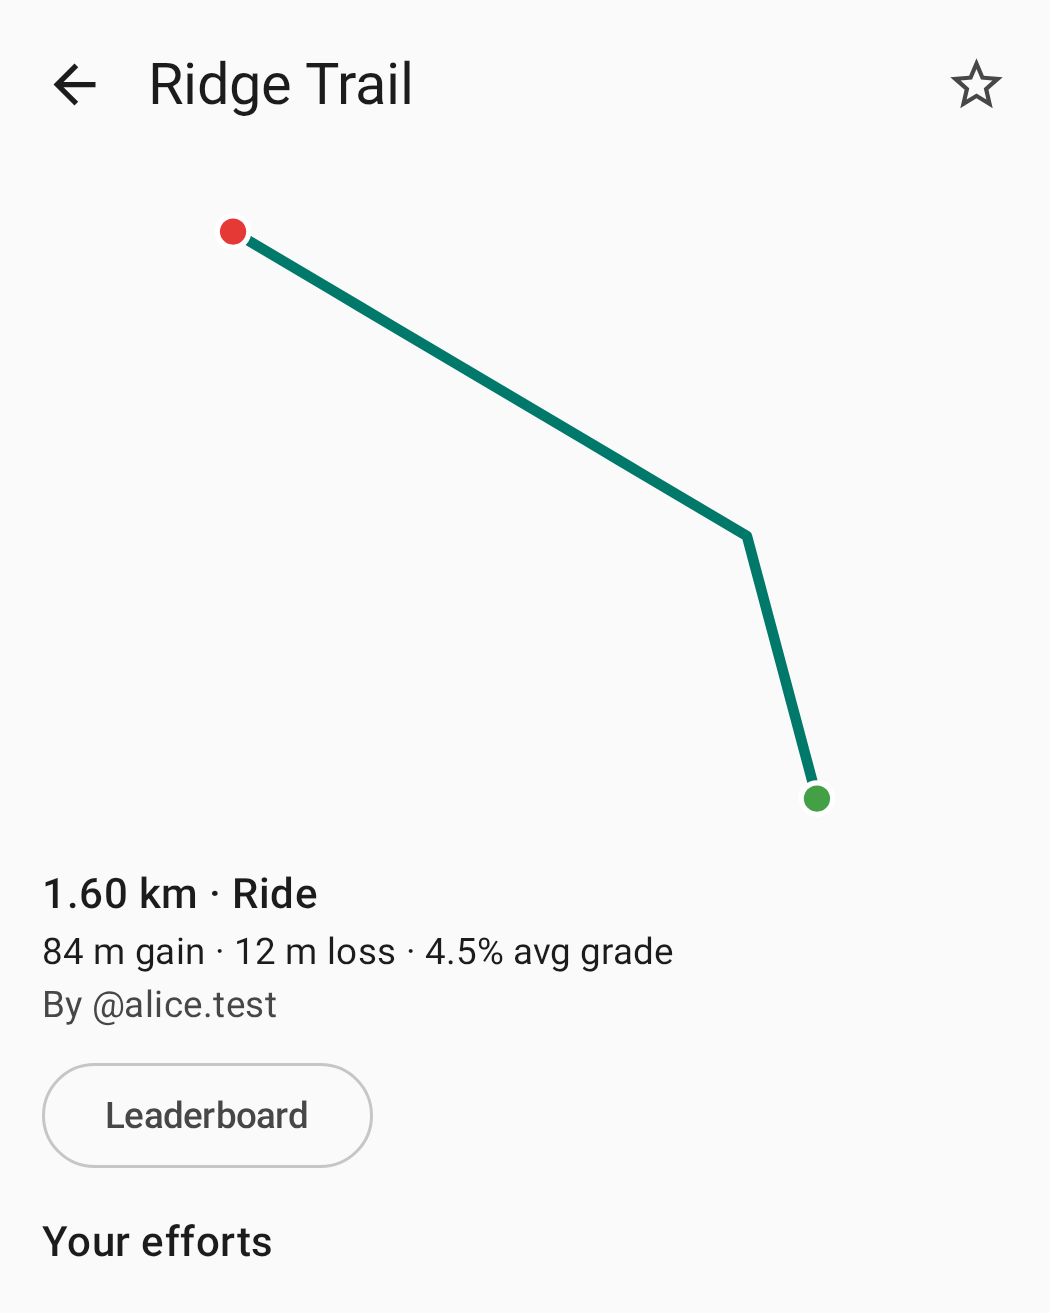 Ridge Trail
1.60 km · Ride
84 m gain · 12 m loss · 4.5% avg grade
By @alice.test
Leaderboard
Your efforts